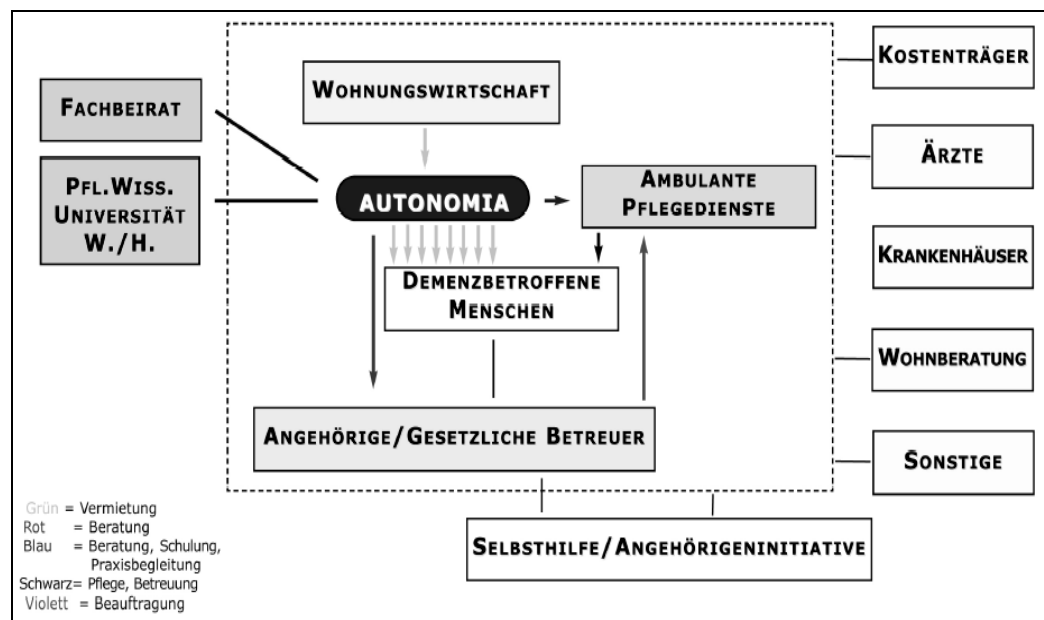 FACHBEIRAT
PFL.WISS.
UNIVERSITÄT
W./H.
WOHNUNGSWIRTSCHAFT
AUTONOMIA
AMBULANTE
PFLEGEDIENSTE
DEMENZBETROFFENE
MENSCHEN
ANGEHÖRIGE/GESETZLICHE BETREUER
SELBSTHILFE/ANGEHÖRIGENINITIATIVE
KOSTENTRÄGER
ÄRZTE
KRANKENHÄUSER
WOHNBERATUNG
SONSTIGE
Grün = Vermietung
Rot = Beratung
Blau = Beratung, Schulung,
Praxisbegleitung
Schwarz= Pflege, Betreuung
Violett = Beauftragung